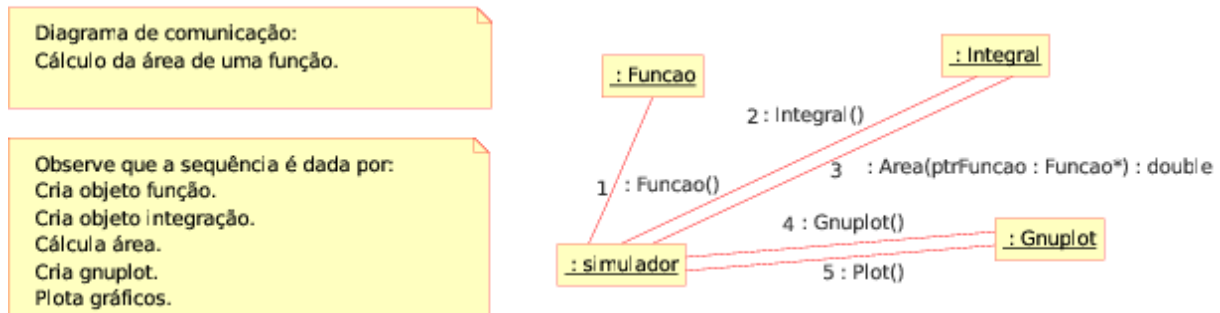 Diagrama de comunicação:
Cálculo da área de uma função.
Observe que a sequência é dada por:
Cria objeto função.
Cria objeto integração.
Cálcula área.
Cria gnuplot.
Plota gráficos.
: Funcao
: Integral
2 : Integral()
3 : Area(ptrFuncao : Funcao*) : double
1 : Funcao()
4 : Gnuplot()
: Gnuplot
: simulador
5 : Plot()